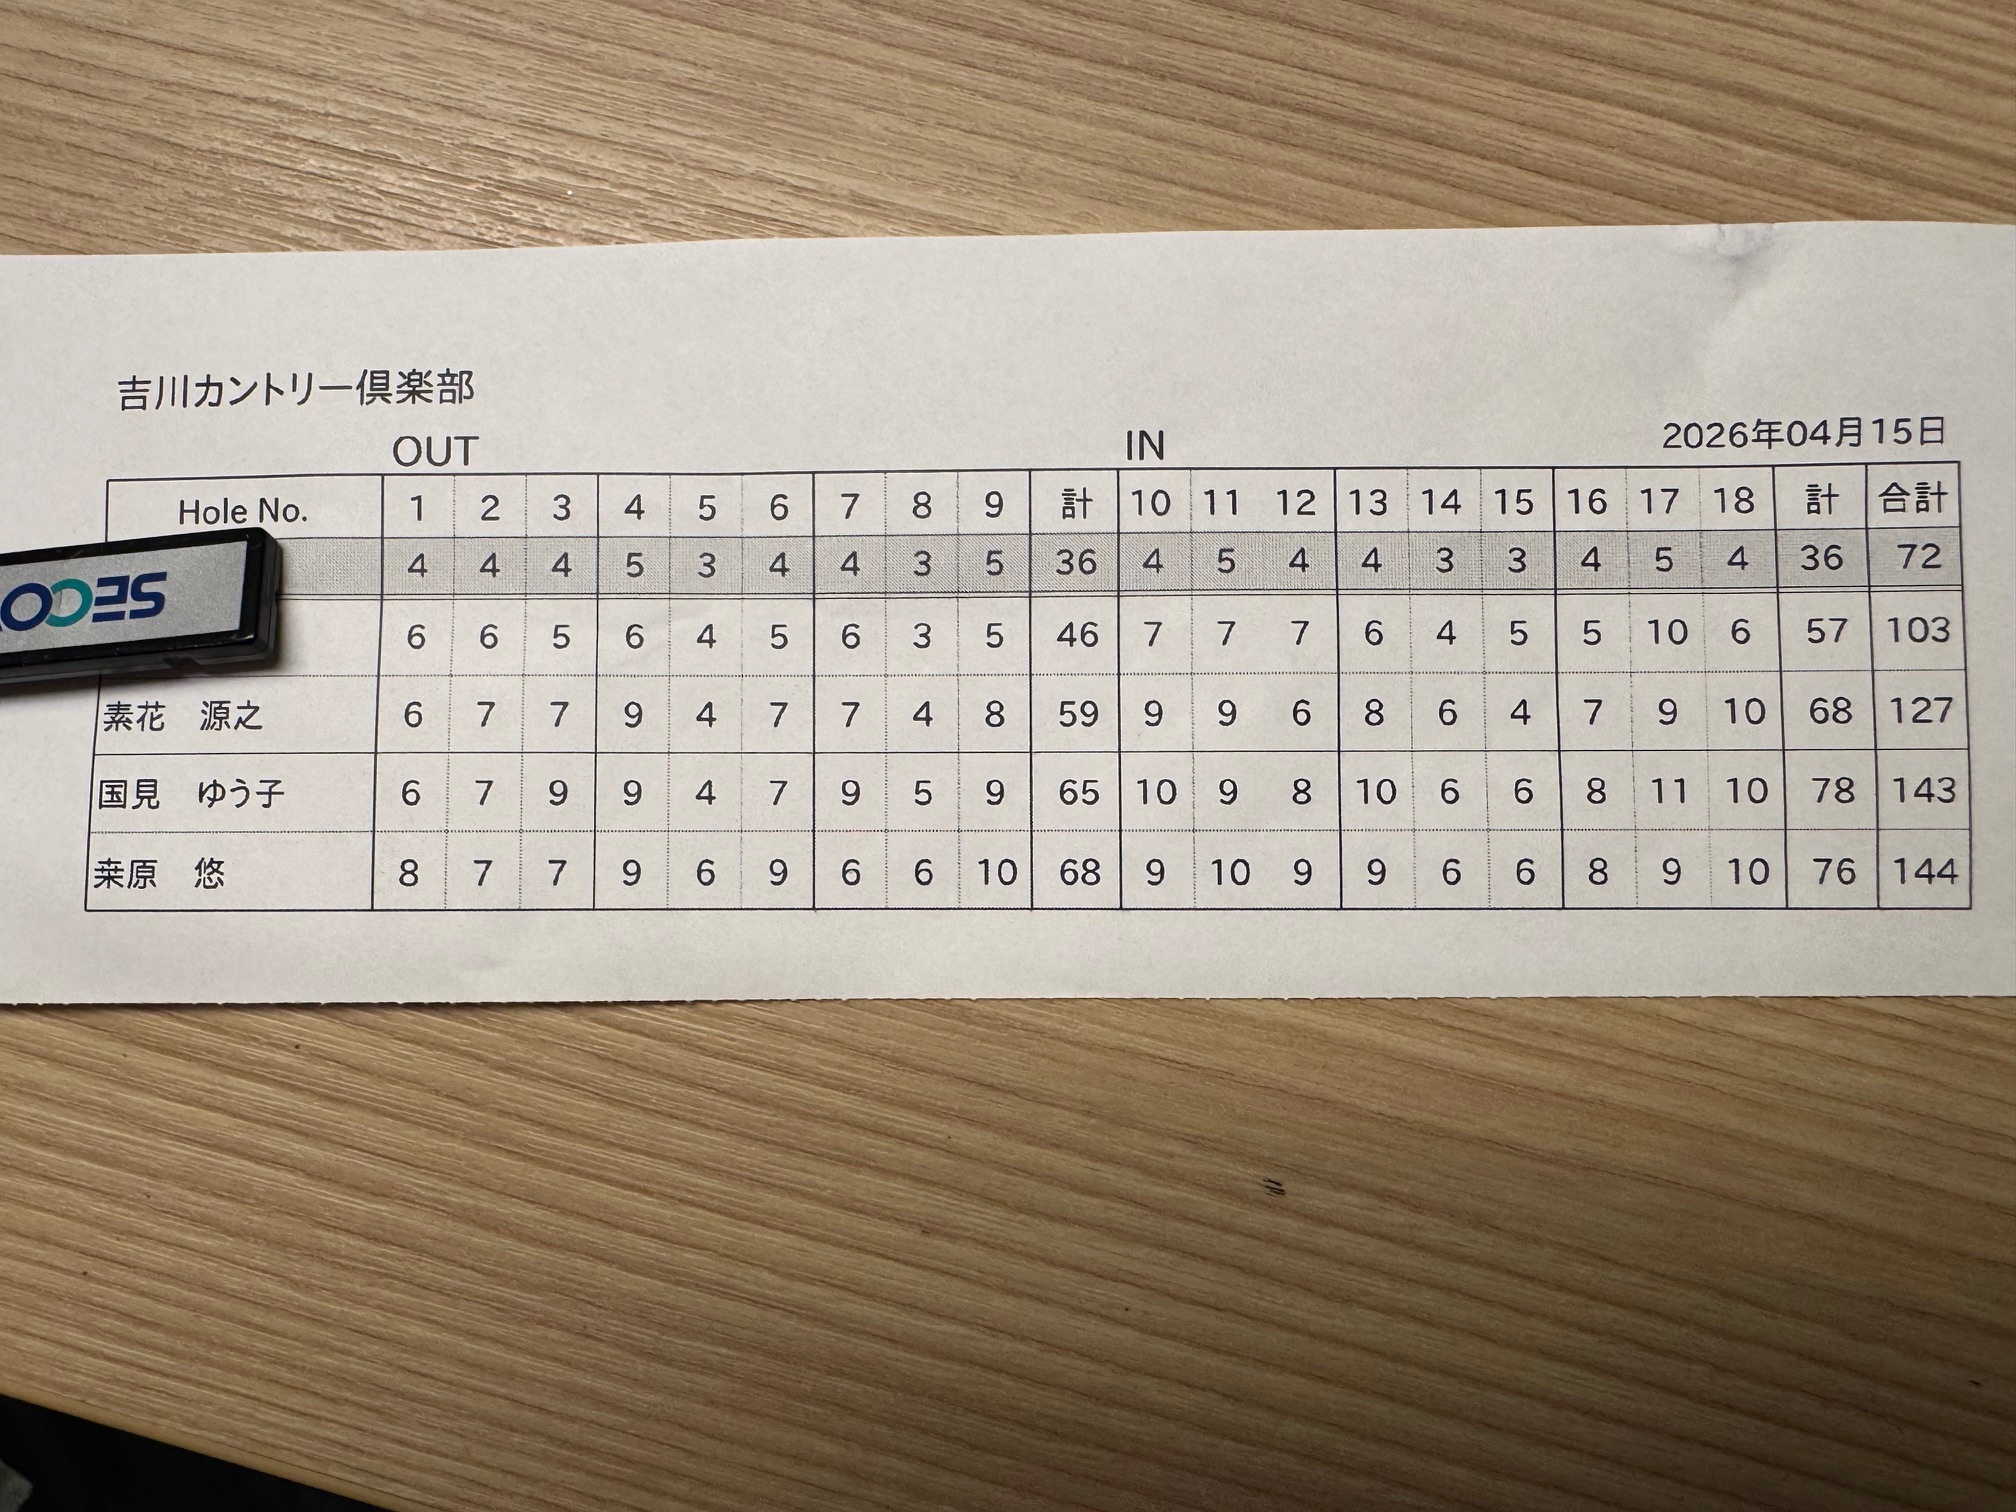 吉川カントリー倶楽部
OUT IN 2026年04月15日
Hole No. 1 2 3 4 5 6 7 8 9 計 10 11 12 13 14 15 16 17 18 計 合計
4 4 4 5 3 4 4 3 5 36 4 5 4 4 3 3 4 5 4 36 72
SECO
6 6 5 6 4 5 6 3 5 46 7 7 7 6 4 5 5 10 6 57 103
素花 源之 6 7 7 9 4 7 7 4 8 59 9 9 6 8 6 4 7 9 10 68 127
国見 ゆう子 6 7 9 9 4 7 9 5 9 65 10 9 8 10 6 6 8 11 10 78 143
桒原 悠 8 7 7 9 6 9 6 6 10 68 9 10 9 9 6 6 8 9 10 76 144